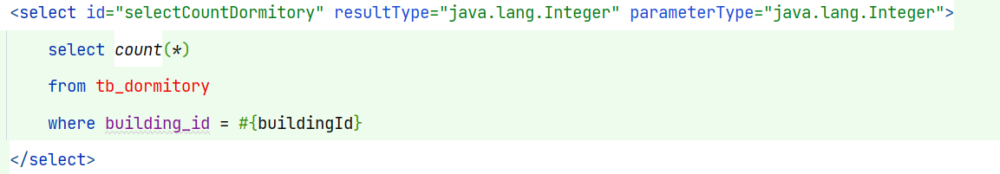 <select id="selectCountDormitory" resultType="java.lang.Integer" parameterType="java.lang.Integer">
select count(*)
from tb_dormitory
where building_id = #{buildingId}
</select>